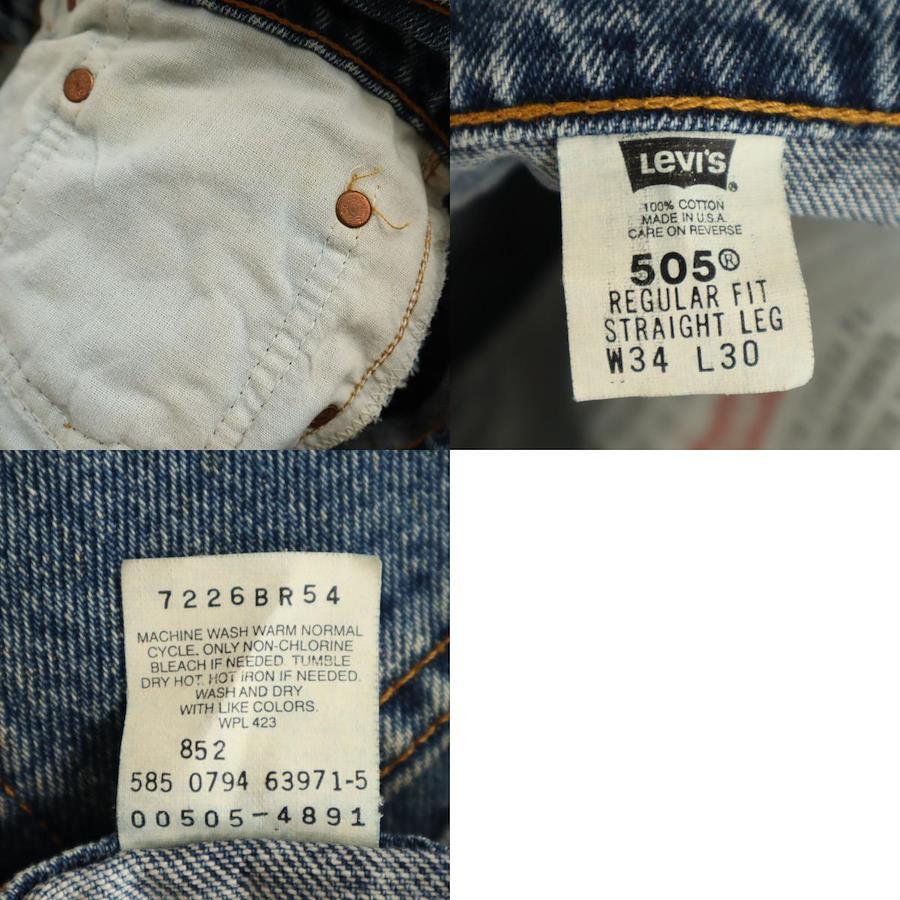 Levi's®
100% COTTON
MADE IN U.S.A.
CARE ON REVERSE
505®
REGULAR FIT
STRAIGHT LEG
W34 L30
7226BR54
MACHINE WASH WARM NORMAL
CYCLE. ONLY NON-CHLORINE
BLEACH IF NEEDED. TUMBLE
DRY HOT. HOT IRON IF NEEDED.
WASH AND DRY
WITH LIKE COLORS.
WPL 423
852
585 0794 63971-5
00505-4891